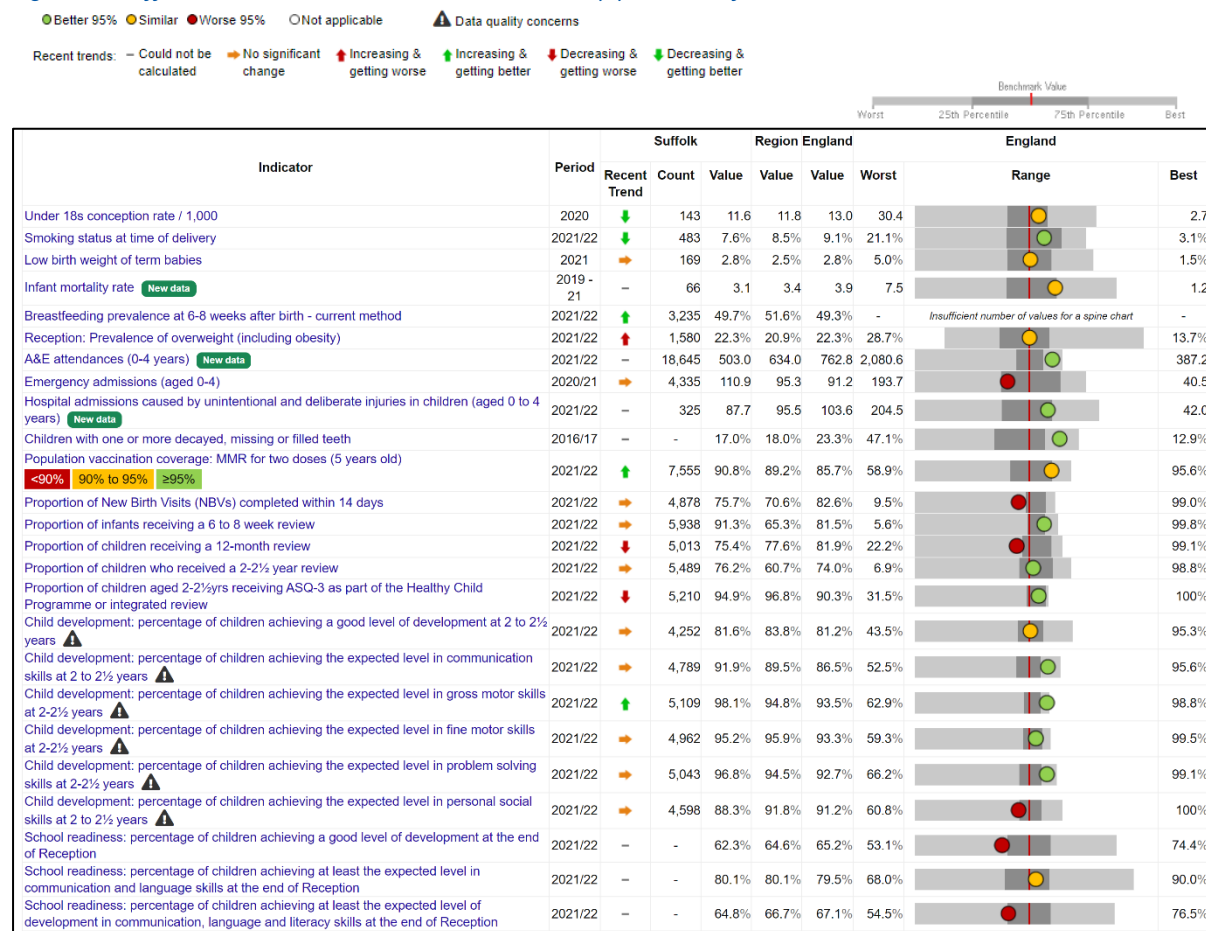 Better 95% Similar Worse 95% Not applicable Data quality concerns
Recent trends: – Could not be calculated No significant change Increasing & getting worse Increasing & getting better Decreasing & getting worse Decreasing & getting better
Benchmark Value
Worst 25th Percentile 75th Percentile Best
Suffolk Region England England
Indicator Period Recent Trend Count Value Value Value Worst Range Best
Under 18s conception rate / 1,000 2020 143 11.6 11.8 13.0 30.4 2.7
Smoking status at time of delivery 2021/22 483 7.6% 8.5% 9.1% 21.1% 3.1%
Low birth weight of term babies 2021 169 2.8% 2.5% 2.8% 5.0% 1.5%
Infant mortality rate New data 2019 - 21 – 66 3.1 3.4 3.9 7.5 1.2
Breastfeeding prevalence at 6-8 weeks after birth - current method 2021/22 3,235 49.7% 51.6% 49.3% - Insufficient number of values for a spine chart -
Reception: Prevalence of overweight (including obesity) 2021/22 1,580 22.3% 20.9% 22.3% 28.7% 13.7%
A&E attendances (0-4 years) New data 2021/22 – 18,645 503.0 634.0 762.8 2,080.6 387.2
Emergency admissions (aged 0-4) 2020/21 4,335 110.9 95.3 91.2 193.7 40.5
Hospital admissions caused by unintentional and deliberate injuries in children (aged 0 to 4
years) New data 2021/22 – 325 87.7 95.5 103.6 204.5 42.0
Children with one or more decayed, missing or filled teeth 2016/17 – - 17.0% 18.0% 23.3% 47.1% 12.9%
Population vaccination coverage: MMR for two doses (5 years old)
<90% 90% to 95% ≥95% 2021/22 7,555 90.8% 89.2% 85.7% 58.9% 95.6%
Proportion of New Birth Visits (NBVs) completed within 14 days 2021/22 4,878 75.7% 70.6% 82.6% 9.5% 99.0%
Proportion of infants receiving a 6 to 8 week review 2021/22 5,938 91.3% 65.3% 81.5% 5.6% 99.8%
Proportion of children receiving a 12-month review 2021/22 5,013 75.4% 77.6% 81.9% 22.2% 99.1%
Proportion of children who received a 2-2½ year review 2021/22 5,489 76.2% 60.7% 74.0% 6.9% 98.8%
Proportion of children aged 2-2½yrs receiving ASQ-3 as part of the Healthy Child
Programme or integrated review 2021/22 5,210 94.9% 96.8% 90.3% 31.5% 100%
Child development: percentage of children achieving a good level of development at 2 to 2½
years 2021/22 4,252 81.6% 83.8% 81.2% 43.5% 95.3%
Child development: percentage of children achieving the expected level in communication
skills at 2 to 2½ years 2021/22 4,789 91.9% 89.5% 86.5% 52.5% 95.6%
Child development: percentage of children achieving the expected level in gross motor skills
at 2-2½ years 2021/22 5,109 98.1% 94.8% 93.5% 62.9% 98.8%
Child development: percentage of children achieving the expected level in fine motor skills
at 2-2½ years 2021/22 4,962 95.2% 95.9% 93.3% 59.3% 99.5%
Child development: percentage of children achieving the expected level in problem solving
skills at 2-2½ years 2021/22 5,043 96.8% 94.5% 92.7% 66.2% 99.1%
Child development: percentage of children achieving the expected level in personal social
skills at 2 to 2½ years 2021/22 4,598 88.3% 91.8% 91.2% 60.8% 100%
School readiness: percentage of children achieving a good level of development at the end
of Reception 2021/22 – - 62.3% 64.6% 65.2% 53.1% 74.4%
School readiness: percentage of children achieving at least the expected level in
communication and language skills at the end of Reception 2021/22 – - 80.1% 80.1% 79.5% 68.0% 90.0%
School readiness: percentage of children achieving at least the expected level of
development in communication, language and literacy skills at the end of Reception 2021/22 – - 64.8% 66.7% 67.1% 54.5% 76.5%